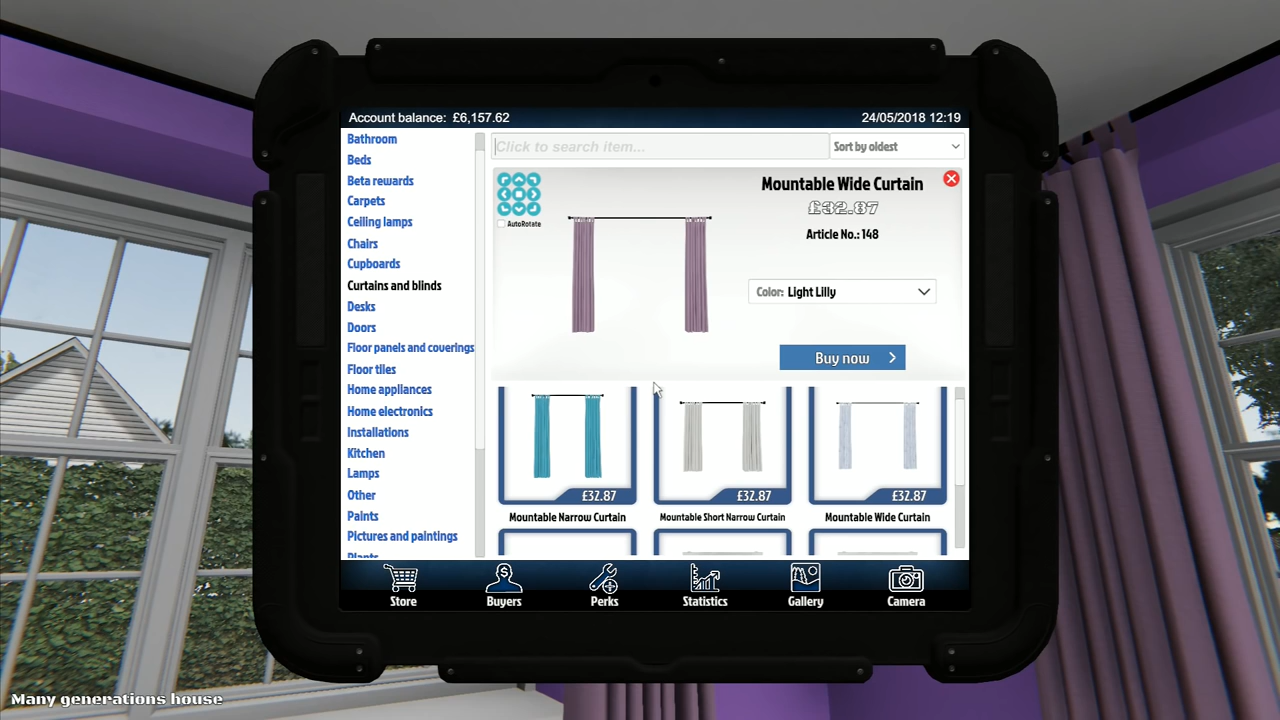 Account balance: £6,157.62
24/05/2018 12:19
Bathroom
Beds
Beta rewards
Carpets
Ceiling lamps
Chairs
Cupboards
Curtains and blinds
Desks
Doors
Floor panels and coverings
Floor tiles
Home appliances
Home electronics
Installations
Kitchen
Lamps
Other
Paints
Pictures and paintings
Plants
Click to search item...
Sort by oldest
AutoRotate
Mountable Wide Curtain
£32.87
Article No.: 148
Color: Light Lilly
Buy now
£32.87
£32.87
£32.87
Mountable Narrow Curtain
Mountable Short Narrow Curtain
Mountable Wide Curtain
Store
Buyers
Perks
Statistics
Gallery
Camera
Many generations house